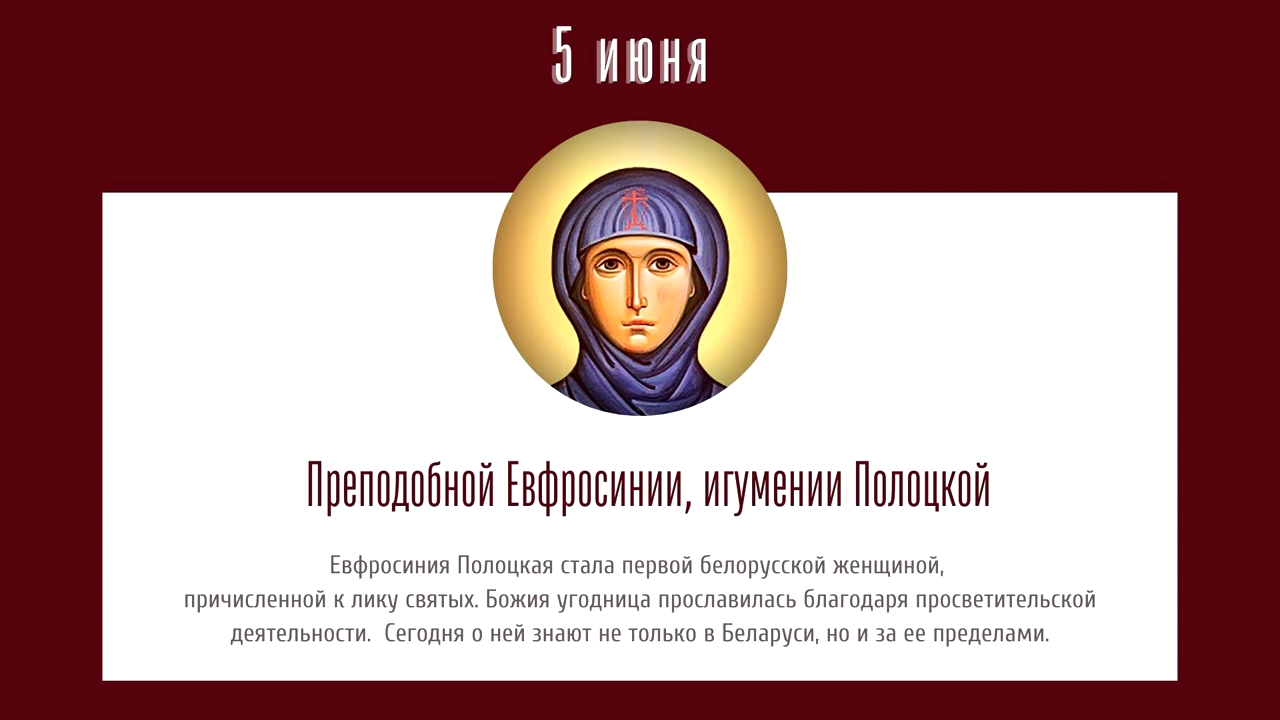 5 июня
Преподобной Евфросинии, игумении Полоцкой
Евфросиния Полоцкая стала первой белорусской женщиной,
причисленной к лику святых. Божия угодница прославилась благодаря просветительской
деятельности.  Сегодня о ней знают не только в Беларуси, но и за ее пределами.